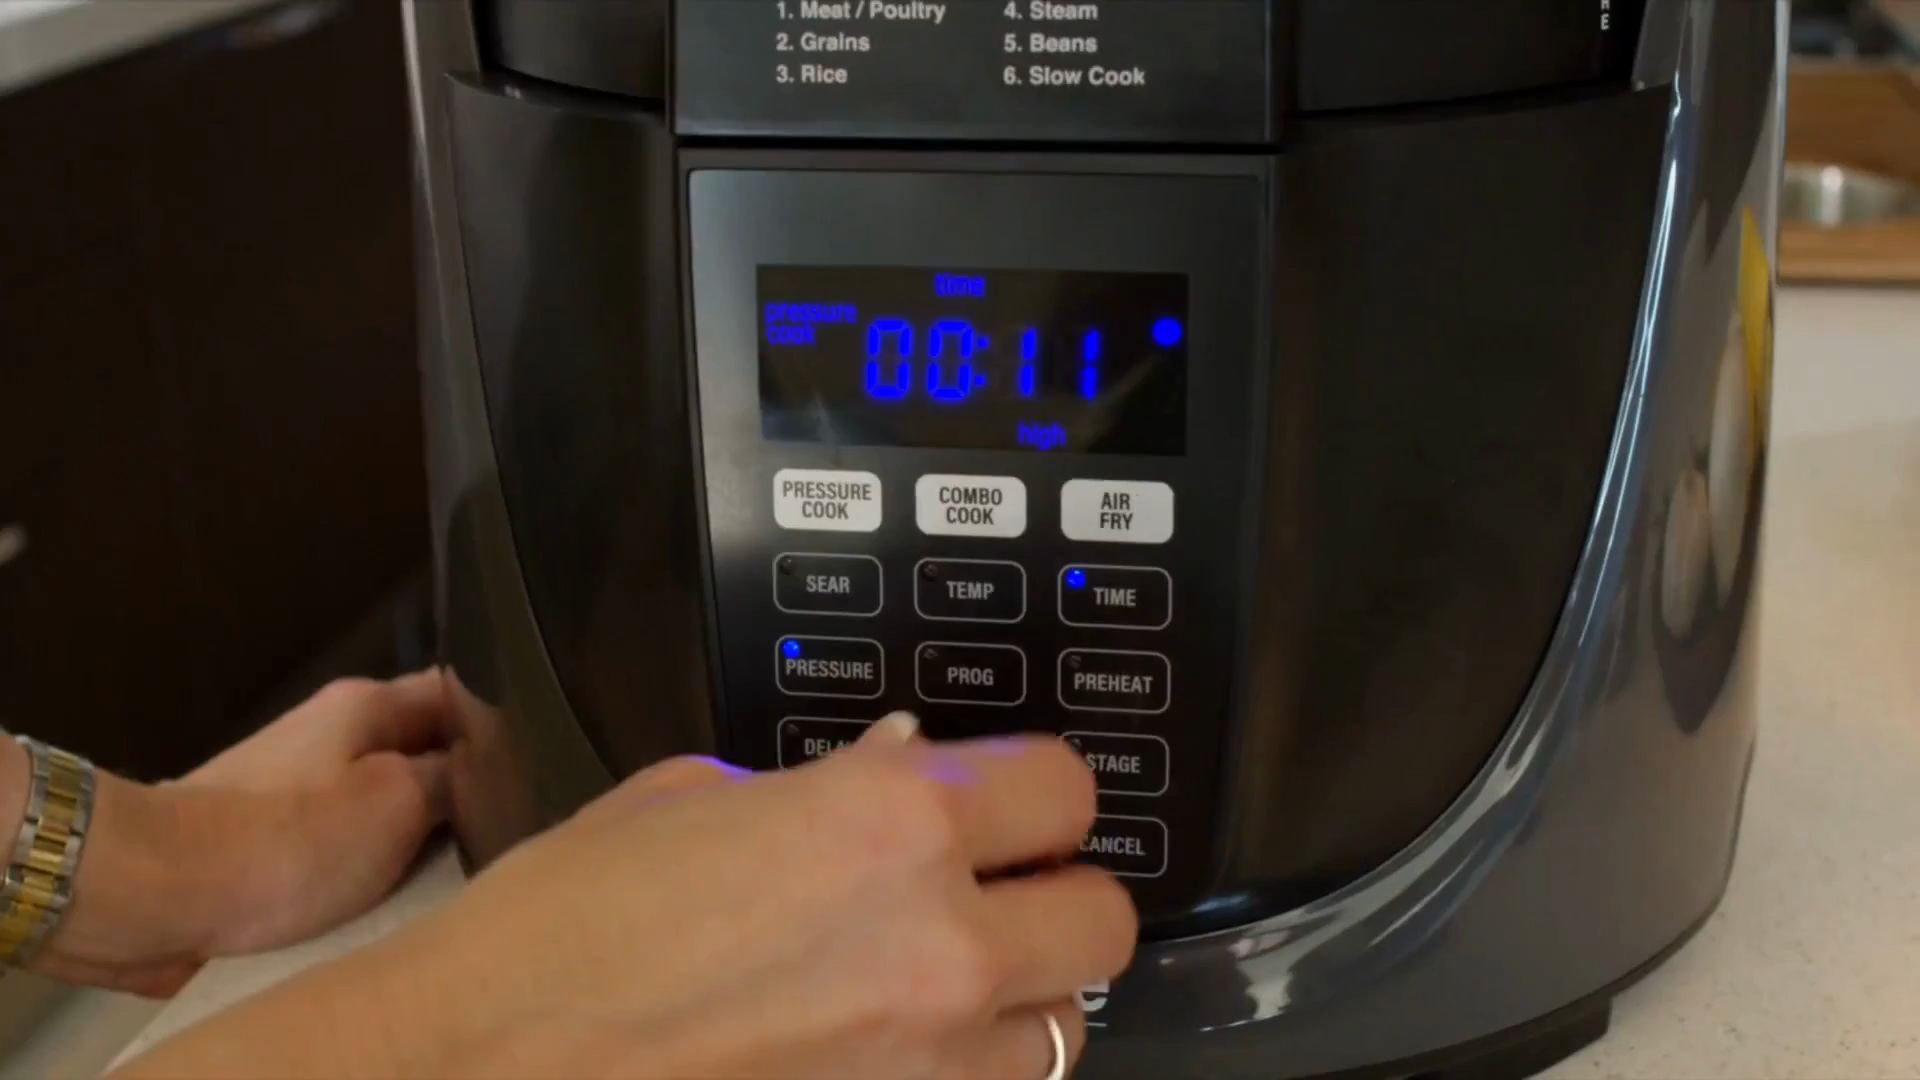 1. Meat / Poultry
2. Grains
3. Rice
4. Steam
5. Beans
6. Slow Cook
time
pressure
cook
00:11
high
PRESSURE
COOK
COMBO
COOK
AIR
FRY
SEAR
TEMP
TIME
PRESSURE
PROG
PREHEAT
STAGE
CANCEL